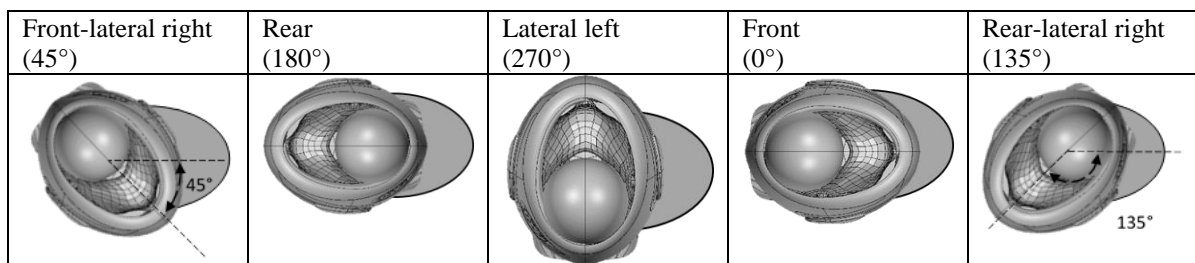 Front-lateral right
(45°)
Rear
(180°)
Lateral left
(270°)
Front
(0°)
Rear-lateral right
(135°)
45°
135°